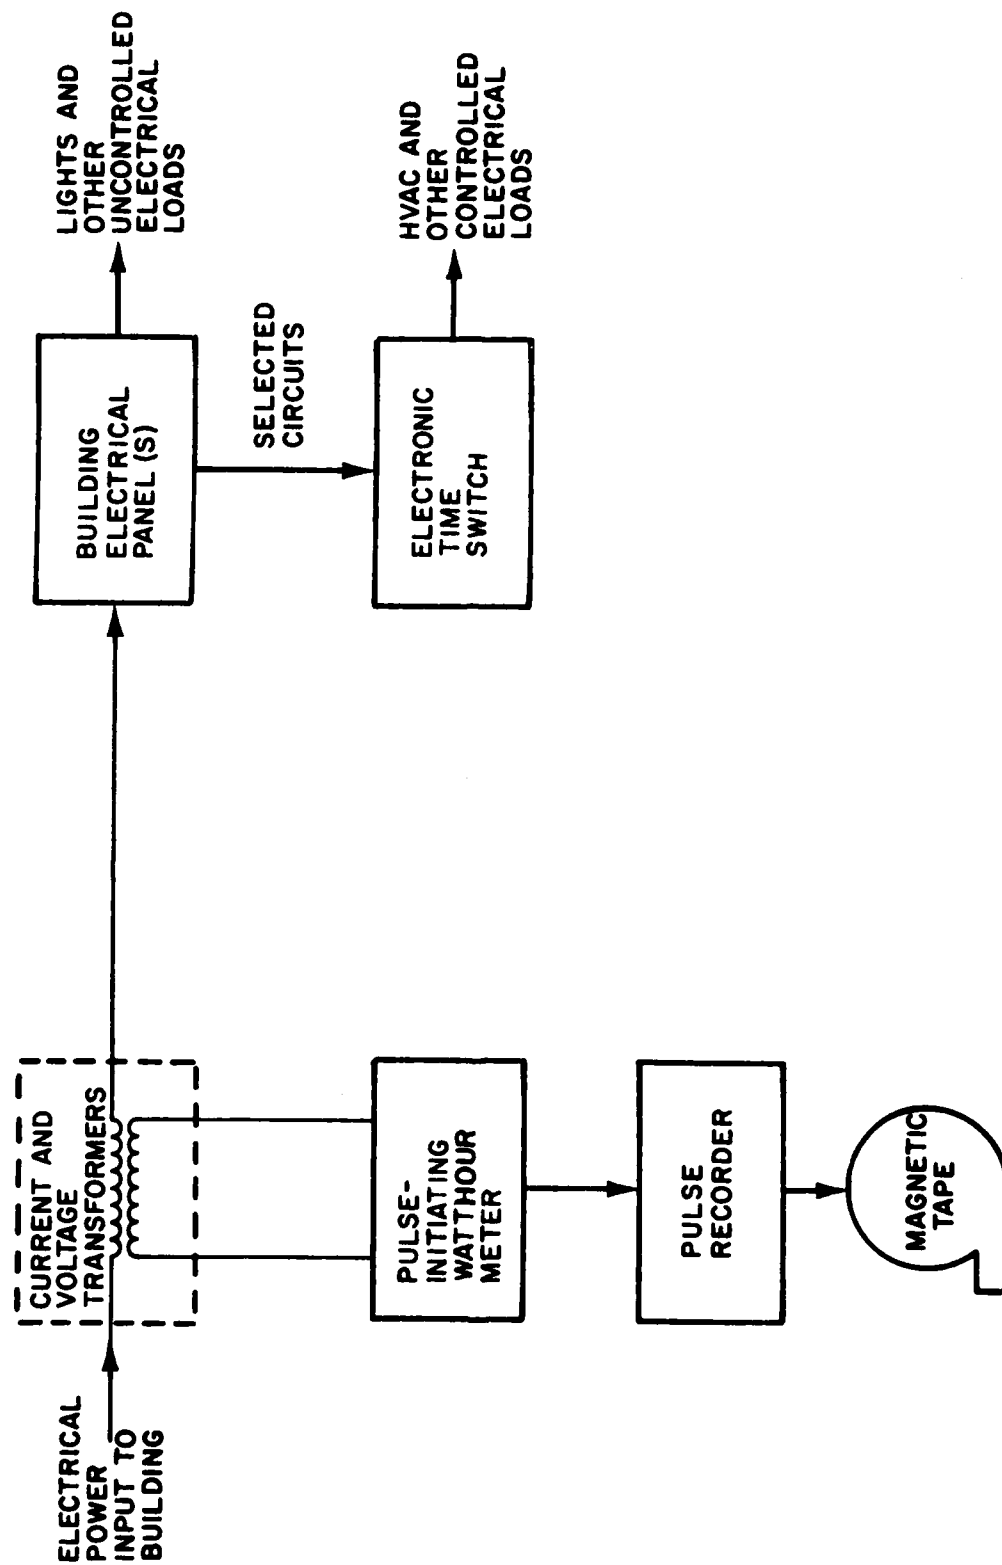 ELECTRICAL
POWER
INPUT TO
BUILDING
CURRENT AND
VOLTAGE
TRANSFORMERS
BUILDING
ELECTRICAL
PANEL (S)
LIGHTS AND
OTHER
UNCONTROLLED
ELECTRICAL
LOADS
SELECTED
CIRCUITS
PULSE-
INITIATING
WATTHOUR
METER
ELECTRONIC
TIME
SWITCH
HVAC AND
OTHER
CONTROLLED
ELECTRICAL
LOADS
PULSE
RECORDER
MAGNETIC
TAPE